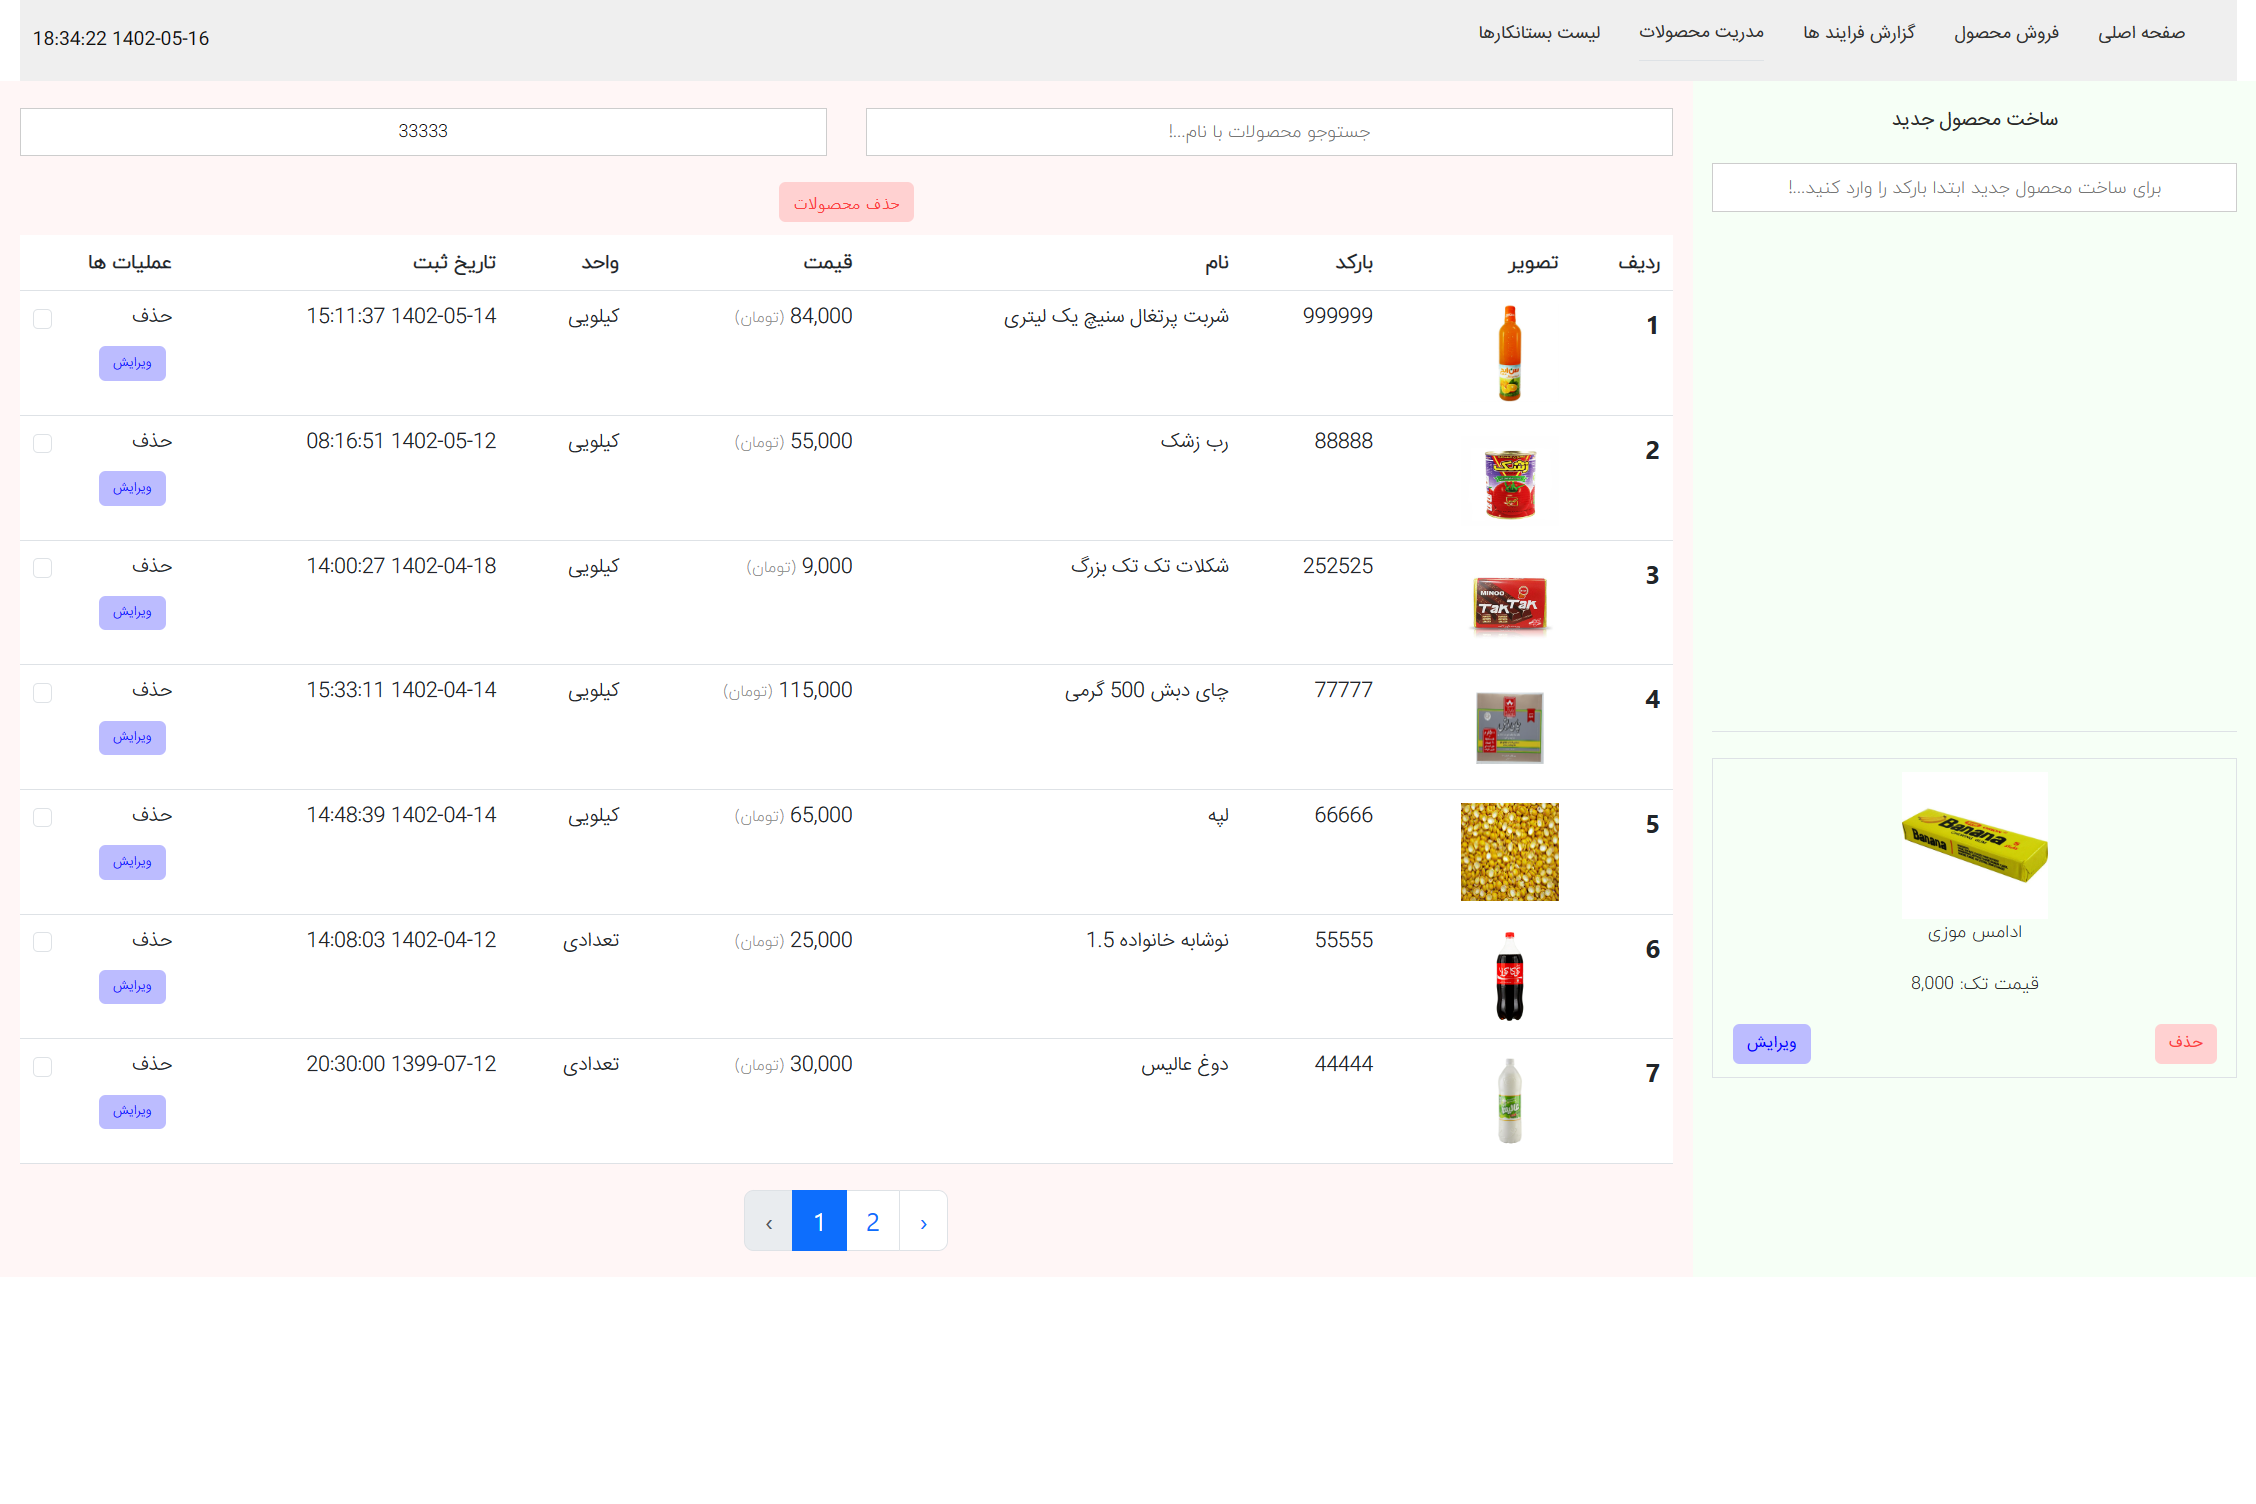 صفحه اصلی
فروش محصول
گزارش فرایند ها
مدریت محصولات
لیست بستانکارها
18:34:22 1402-05-16
ساخت محصول جدید
برای ساخت محصول جدید ابتدا بارکد را وارد کنید...!
ادامس موزی
قیمت تک: 8,000
حذف
ویرایش
جستوجو محصولات با نام...!
33333
حذف محصولات
ردیف تصویر بارکد نام قیمت واحد تاریخ ثبت عملیات ها
1 999999 شربت پرتغال سنیچ یک لیتری 84,000 (تومان) کیلویی 15:11:37 1402-05-14 حذف
ویرایش
2 88888 رب زشک 55,000 (تومان) کیلویی 08:16:51 1402-05-12 حذف
ویرایش
3 252525 شکلات تک تک بزرگ 9,000 (تومان) کیلویی 14:00:27 1402-04-18 حذف
ویرایش
4 77777 چای دبش 500 گرمی 115,000 (تومان) کیلویی 15:33:11 1402-04-14 حذف
ویرایش
5 66666 لپه 65,000 (تومان) کیلویی 14:48:39 1402-04-14 حذف
ویرایش
6 55555 نوشابه خانواده 1.5 25,000 (تومان) تعدادی 14:08:03 1402-04-12 حذف
ویرایش
7 44444 دوغ عالیس 30,000 (تومان) تعدادی 20:30:00 1399-07-12 حذف
ویرایش
‹ 1 2 ›
MINOO
TakTak
Banana
Banana